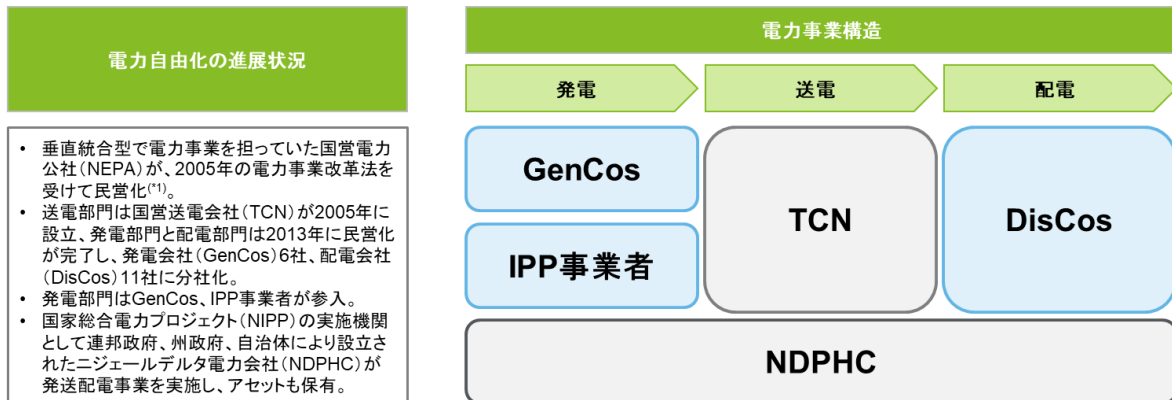 電力自由化の進展状況
• 垂直統合型で電力事業を担っていた国営電力
公社（NEPA）が、2005年の電力事業改革法を
受けて民営化(*1)。
• 送電部門は国営送電会社（TCN）が2005年に
設立、発電部門と配電部門は2013年に民営化
が完了し、発電会社（GenCos）6社、配電会社
（DisCos）11社に分社化。
• 発電部門はGenCos、IPP事業者が参入。
• 国家総合電力プロジェクト（NIPP）の実施機関
として連邦政府、州政府、自治体により設立さ
れたニジェールデルタ電力会社（NDPHC）が
発送配電事業を実施し、アセットも保有。
電力事業構造
発電
送電
配電
GenCos
IPP事業者
TCN
DisCos
NDPHC